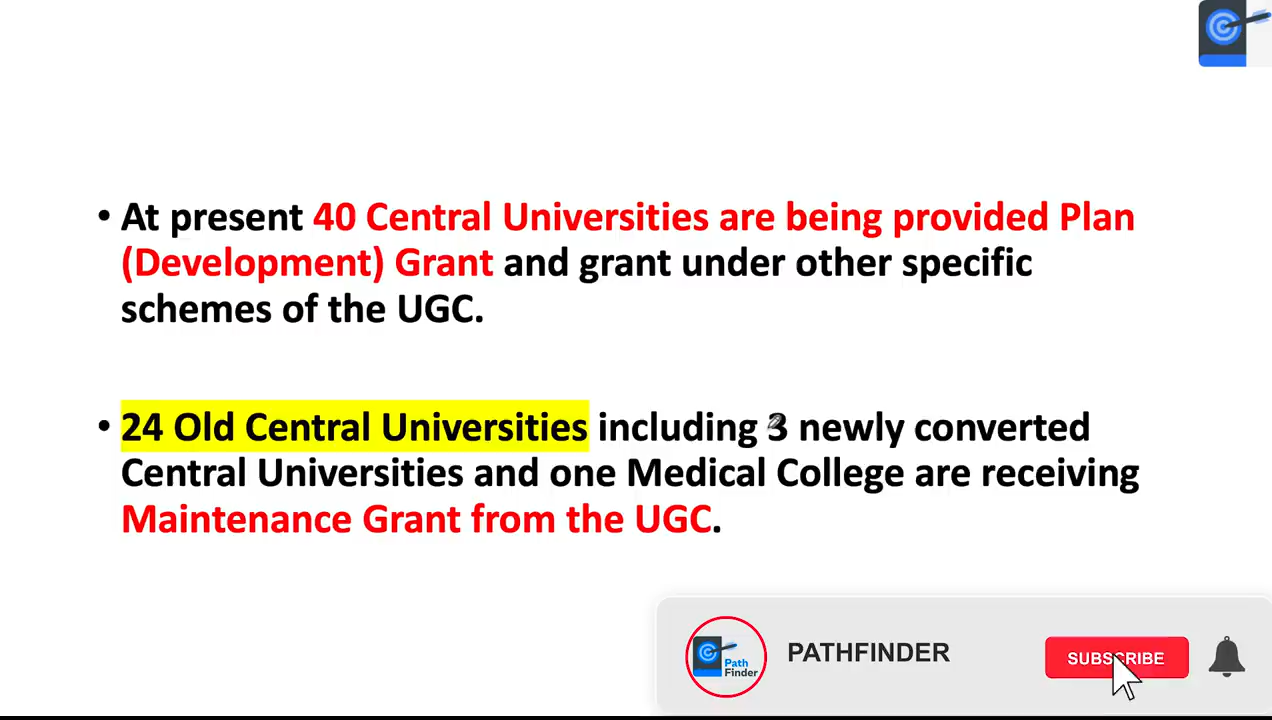 • At present 40 Central Universities are being provided Plan
(Development) Grant and grant under other specific
schemes of the UGC.
• 24 Old Central Universities including 3 newly converted
Central Universities and one Medical College are receiving
Maintenance Grant from the UGC.
Path
Finder
PATHFINDER
SUBSCRIBE